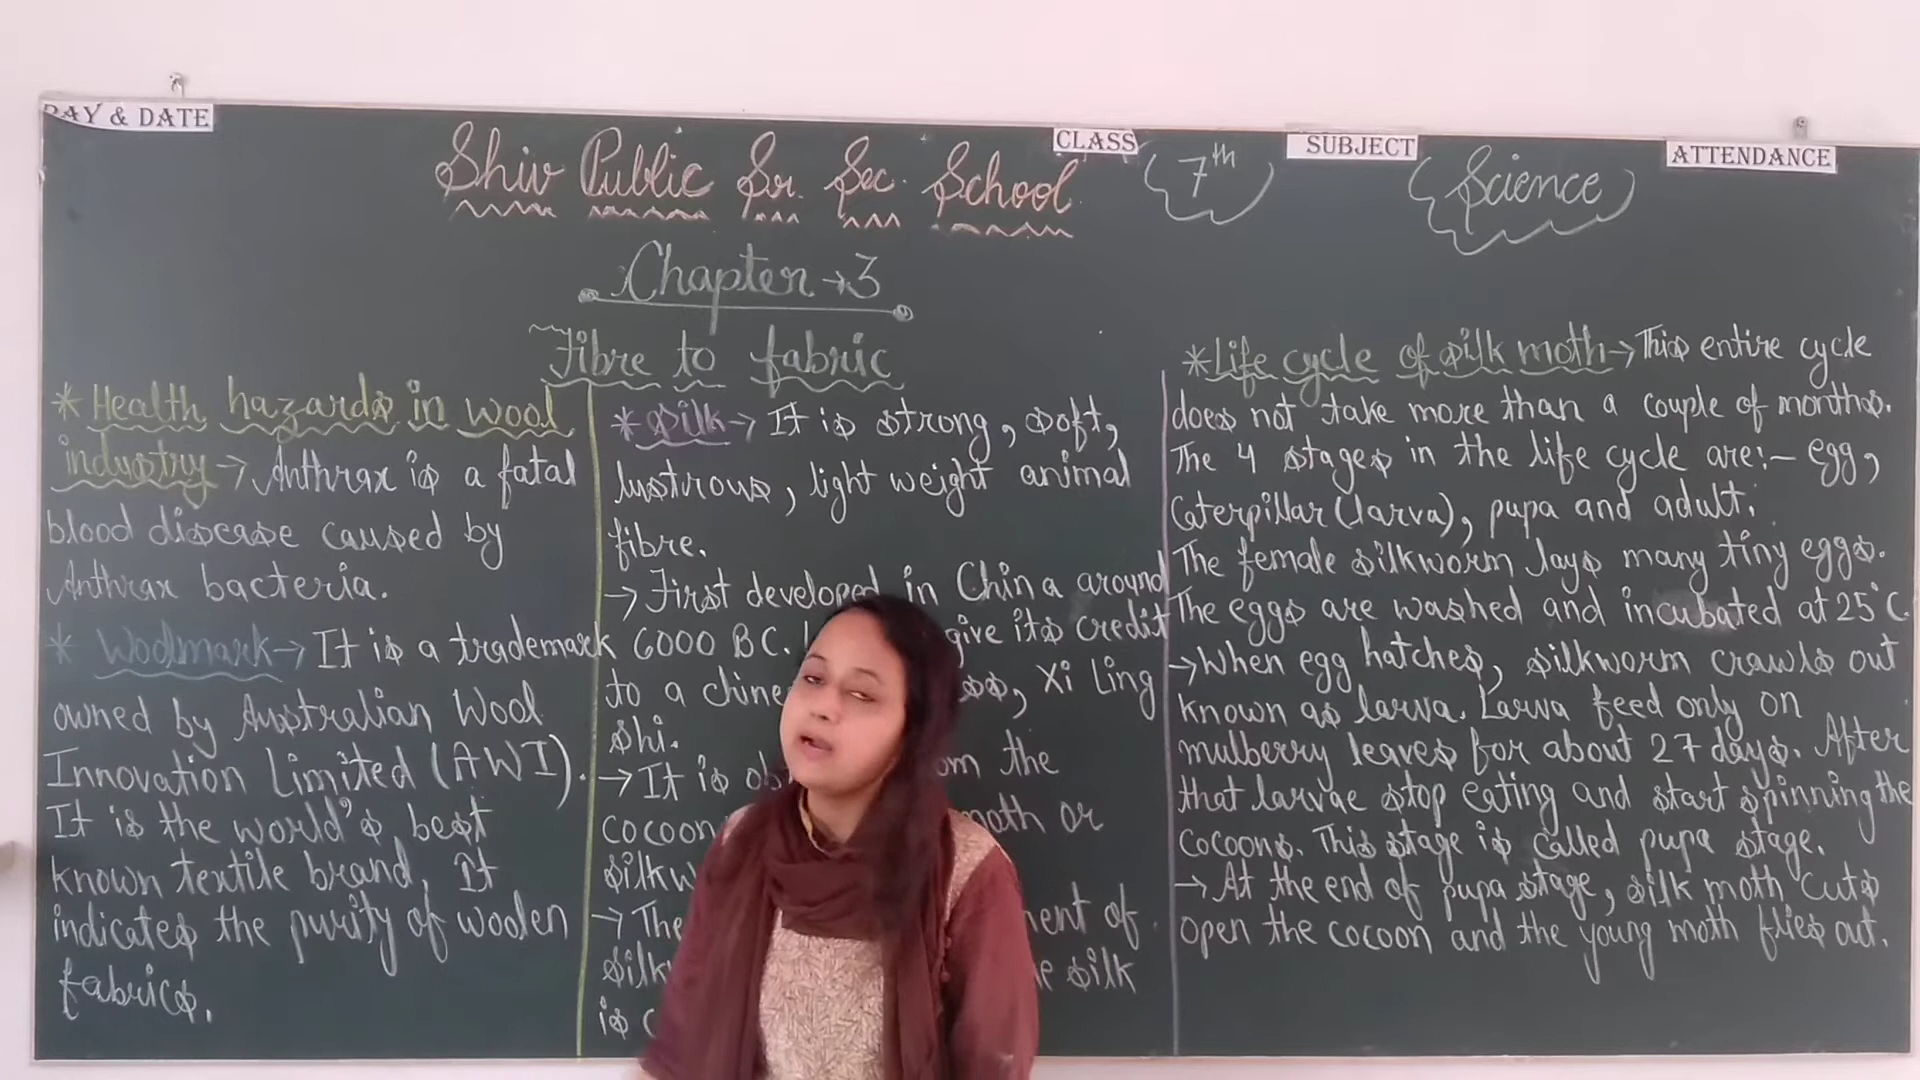 DAY & DATE
CLASS
SUBJECT
ATTENDANCE
Shiv Public Sr. Sec. School
7th
Science
Chapter → 3
Fibre to fabric
* Health hazards in wool
industry → Anthrax is a fatal
blood disease caused by
Anthrax bacteria.
* Woolmark → It is a trademark
owned by Australian Wool
Innovation Limited (AWI).
It is the world's best
known textile brand, It
indicates the purity of woolen
fabrics.
* Silk → It is strong, soft,
lustrous, light weight animal
fibre.
→ First developed in China around
6000 BC. give its credit
to a Xi Ling
shi.
→ It is the
cocoon or
→ The of
silk
is
* Life cycle of silk moth → This entire cycle
does not take more than a couple of months.
The 4 stages in the life cycle are:- egg,
Caterpillar (larva), pupa and adult.
The female silkworm lays many tiny eggs.
The eggs are washed and incubated at 25°C.
→ When egg hatches, silkworm crawls out
known as larva. Larva feed only on
mulberry leaves for about 27 days. After
that larvae stop eating and start spinning the
cocoons. This stage is called pupa stage.
→ At the end of pupa stage, silk moth cuts
open the cocoon and the young moth flies out.